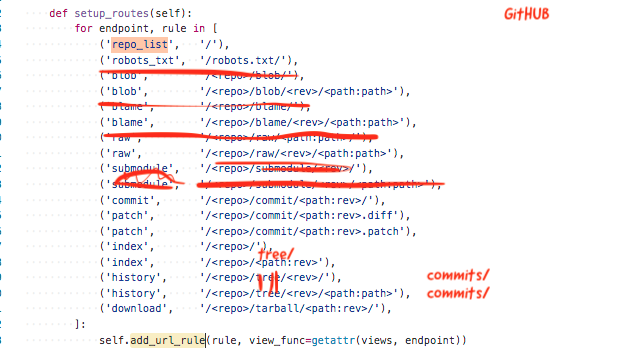 def setup_routes(self):
GitHUB
for endpoint, rule in [
('repo_list', '/'),
('robots_txt', '/robots.txt/'),
('blob', '/<repo>/blob/'),
('blob', '/<repo>/blob/<rev>/<path:path>'),
('blame', '/<repo>/blame/'),
('blame', '/<repo>/blame/<rev>/<path:path>'),
('raw', '/<repo>/raw/<path:path>/'),
('raw', '/<repo>/raw/<rev>/<path:path>'),
('submodule', '/<repo>/submodule/<rev>/'),
('submodule', '/<repo>/submodule/<rev>/<path:path>'),
('commit', '/<repo>/commit/<path:rev>/'),
('patch', '/<repo>/commit/<path:rev>.diff'),
('patch', '/<repo>/commit/<path:rev>.patch'),
('index', '/<repo>/'),
tree/
('index', '/<repo>/<path:rev>'),
('history', '/<repo>/tree/<rev>/'), commits/
('history', '/<repo>/tree/<rev>/<path:path>'), commits/
('download', '/<repo>/tarball/<path:rev>/'),
]:
self.add_url_rule(rule, view_func=getattr(views, endpoint))